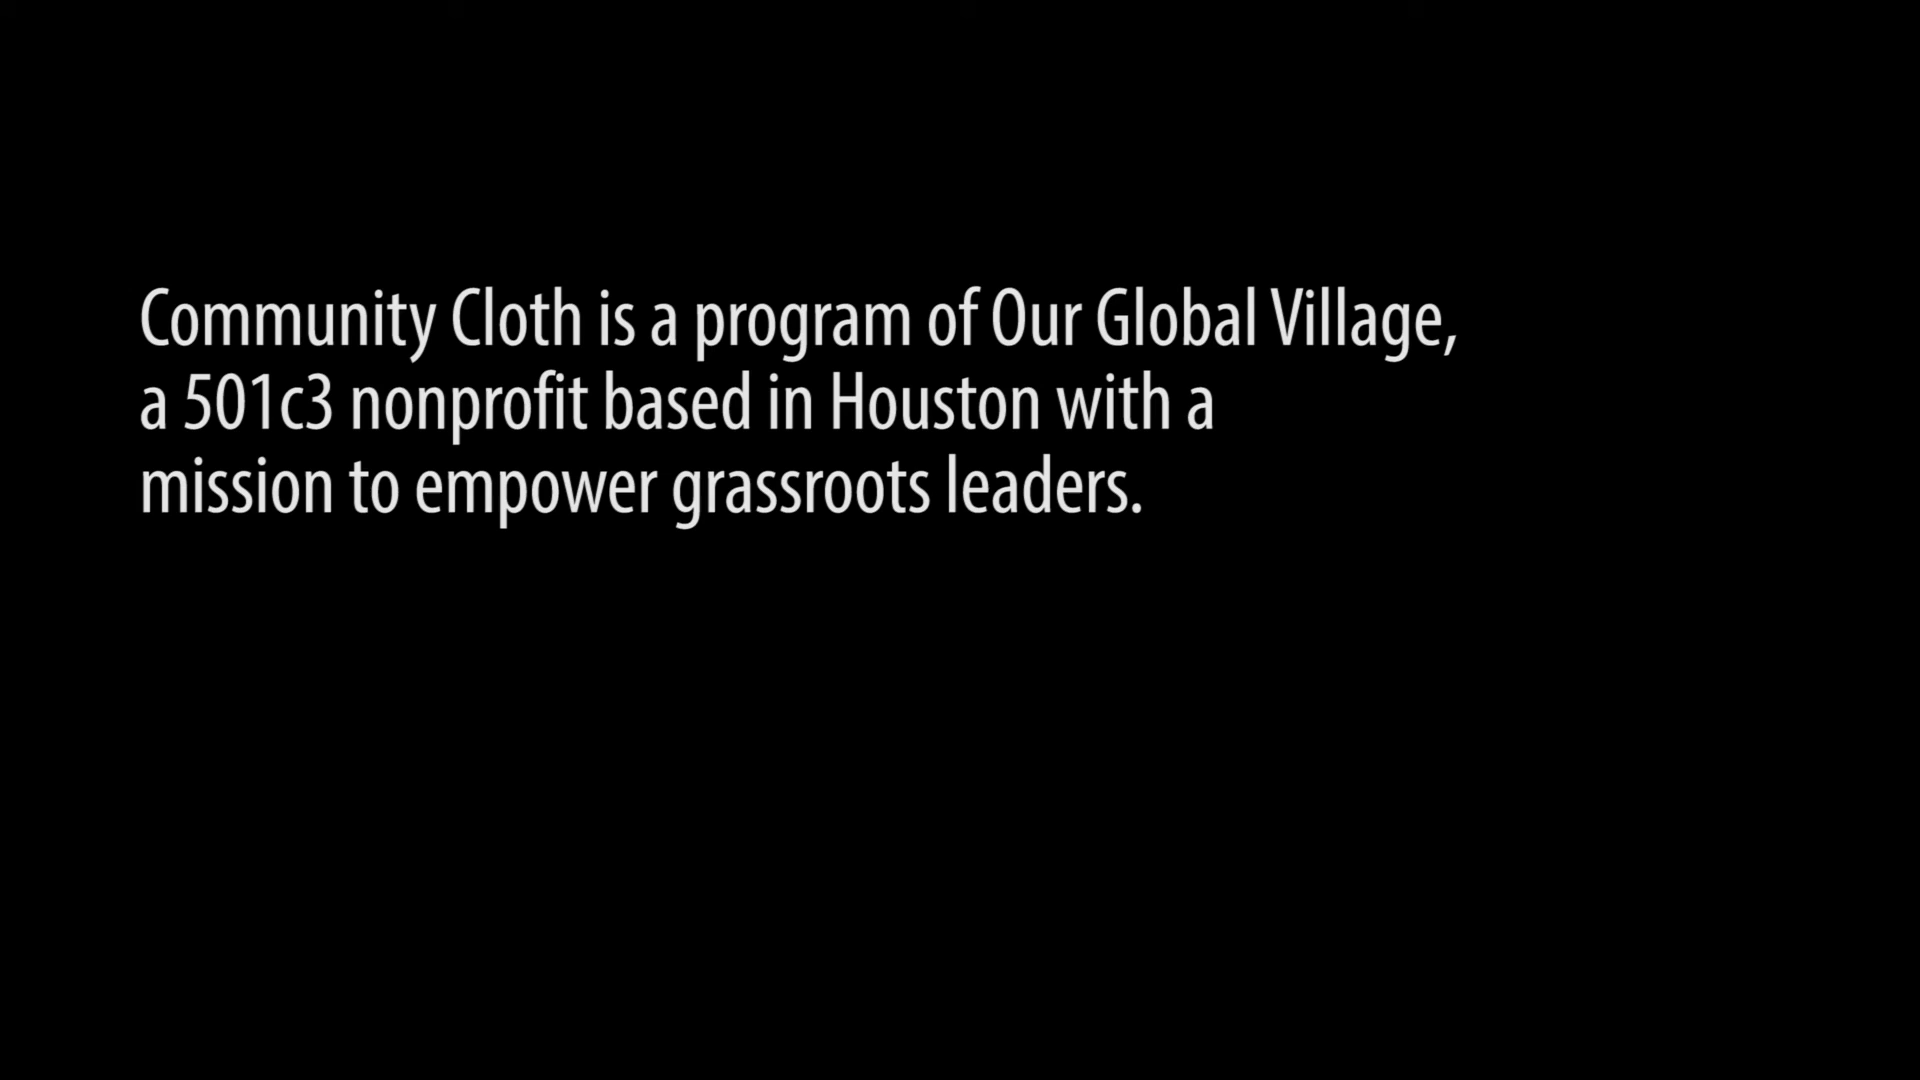 Community Cloth is a program of Our Global Village,
a 501c3 nonprofit based in Houston with a
mission to empower grassroots leaders.